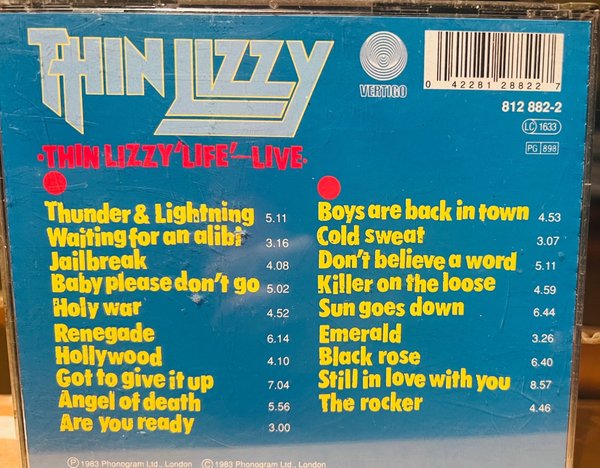 THIN LIZZY
VERTIGO
0 42281 28822 7
812 882-2
LC 1633
PG 898
·THIN LIZZY 'LIFE'–LIVE·
Thunder & Lightning 5.11
Waiting for an alibi 3.16
Jailbreak 4.08
Baby please don't go 5.02
Holy war 4.52
Renegade 6.14
Hollywood 4.10
Got to give it up 7.04
Angel of death 5.56
Are you ready 3.00
Boys are back in town 4.53
Cold sweat 3.07
Don't believe a word 5.11
Killer on the loose 4.59
Sun goes down 6.44
Emerald 3.26
Black rose 6.40
Still in love with you 8.57
The rocker 4.46
℗ 1983 Phonogram Ltd., London © 1983 Phonogram Ltd., London